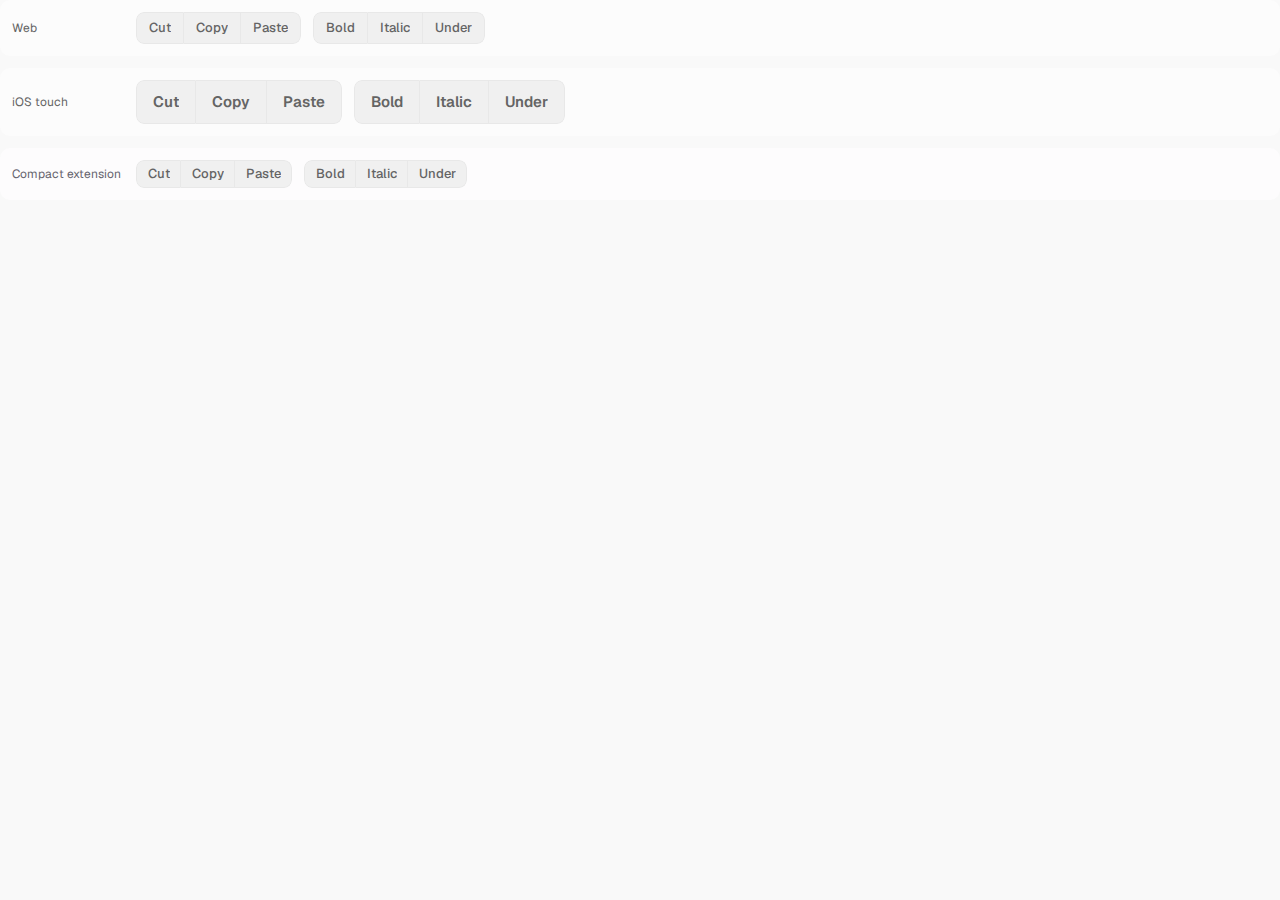 Web Cut Copy Paste Bold Italic Under
iOS touch Cut Copy Paste Bold Italic Under
Compact extension Cut Copy Paste Bold Italic Under